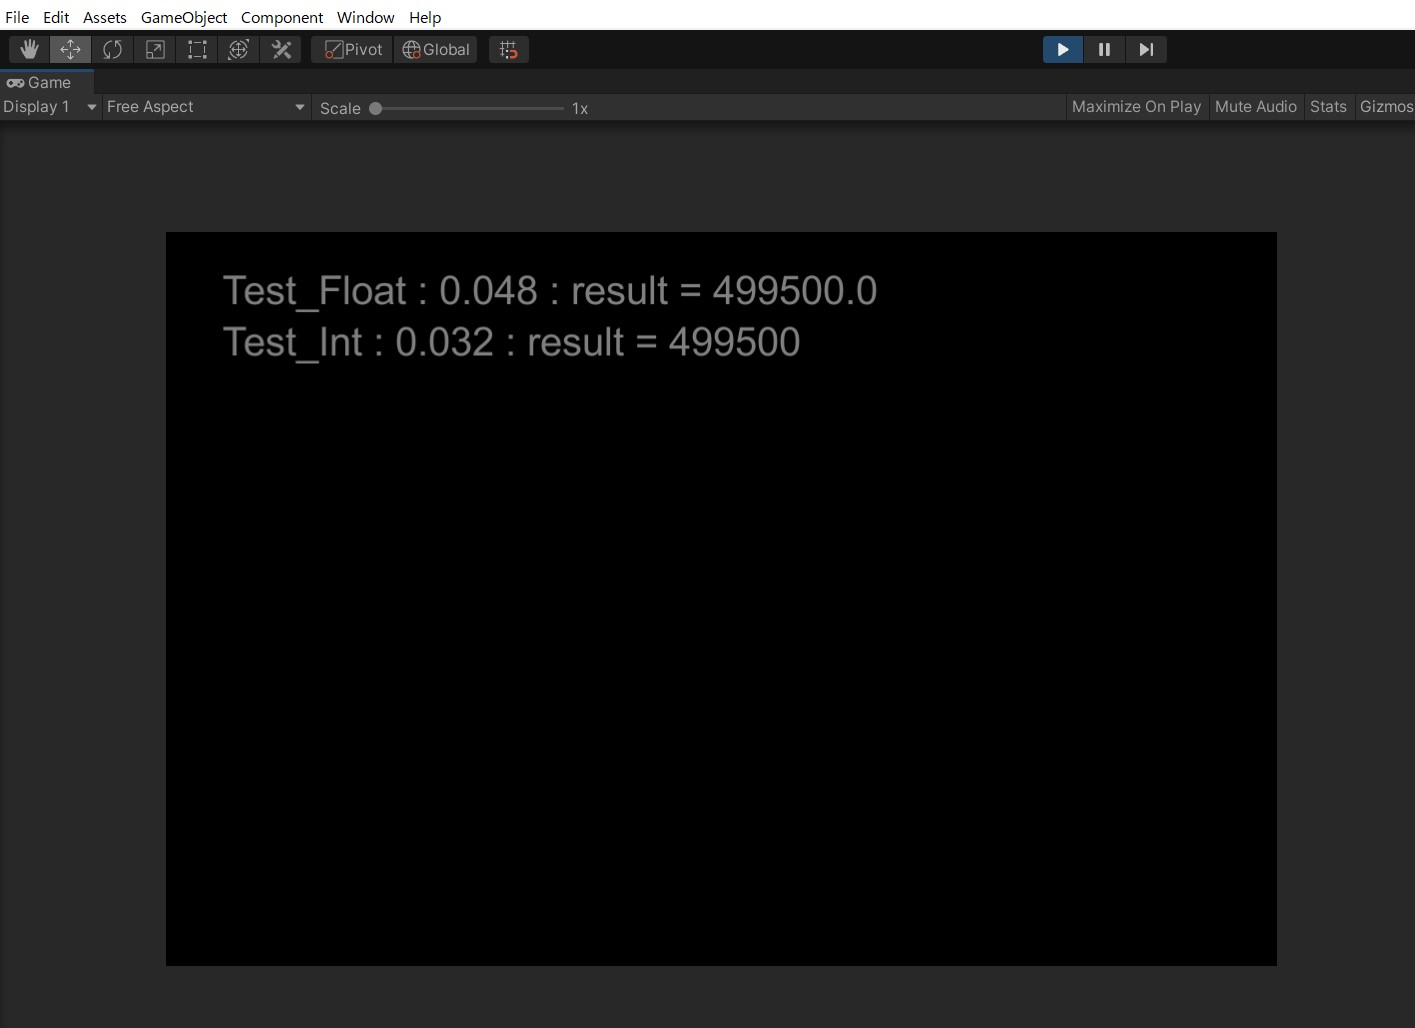 File Edit Assets GameObject Component Window Help
Pivot Global
Game
Display 1 Free Aspect Scale 1x Maximize On Play Mute Audio Stats Gizmos
Test_Float : 0.048 : result = 499500.0
Test_Int : 0.032 : result = 499500